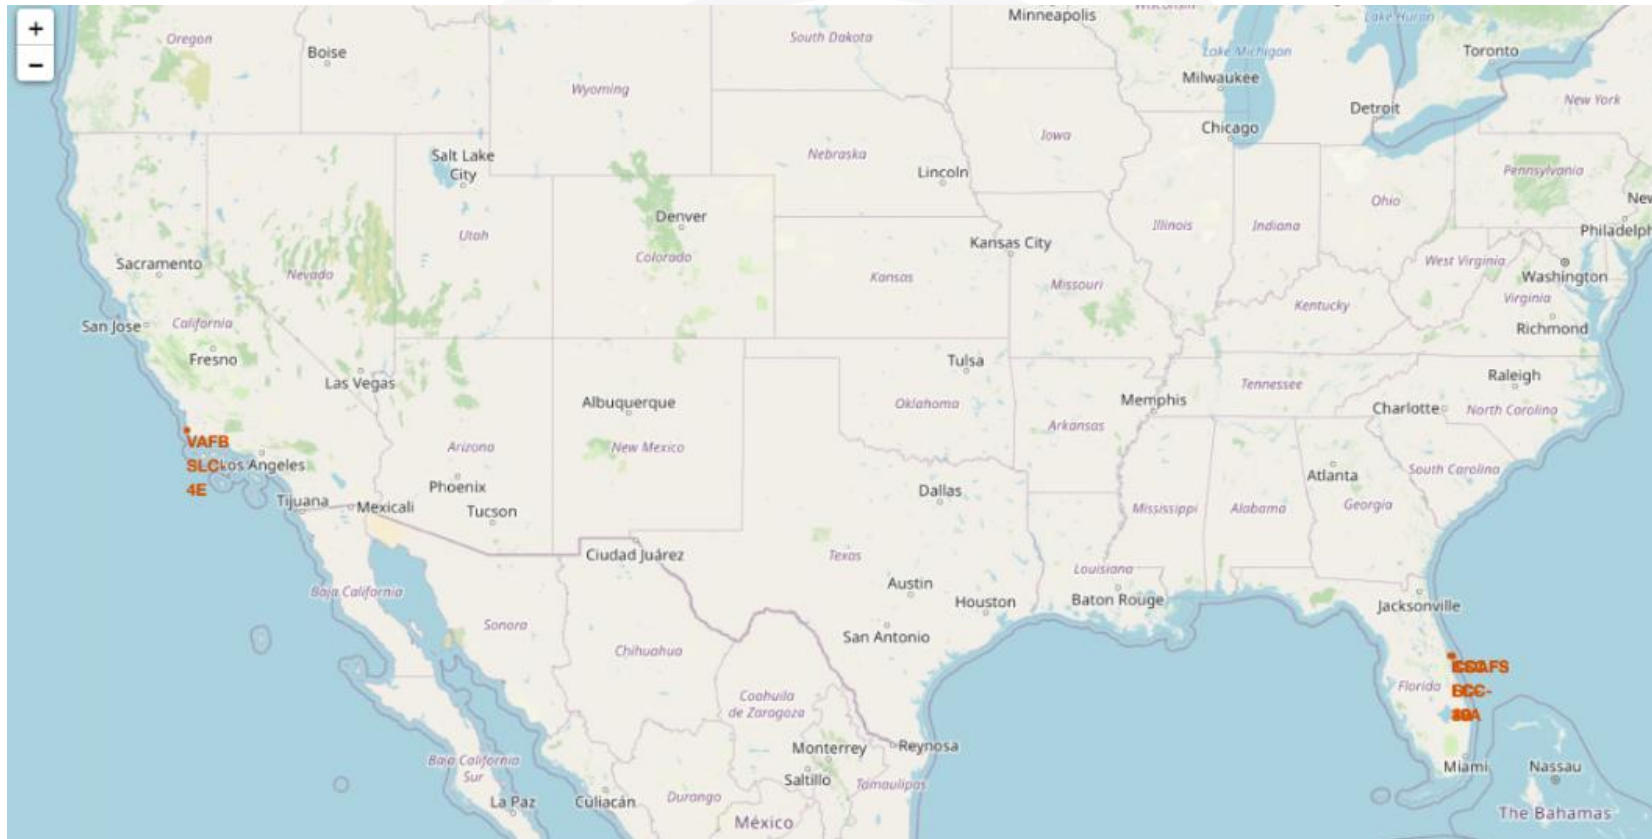 +
−
Minneapolis
Wisconsin
Lake Huron
Oregon
South Dakota
Boise
Lake Michigan
Toronto
Milwaukee
Wyoming
New York
Detroit
Chicago
Iowa
Salt Lake
City
Nebraska
Lincoln
Pennsylvania
Ohio
New
Denver
Utah
Illinois
Indiana
Philadelph
Kansas City
Colorado
Sacramento
Nevada
Kansas
Missouri
West Virginia
Washington
Virginia
Kentucky
San Jose
California
Richmond
Fresno
Tulsa
Las Vegas
Tennessee
Raleigh
Albuquerque
Oklahoma
Memphis
Charlotte
North Carolina
Arkansas
VAFB
SLC-
4E
Los Angeles
Arizona
New Mexico
South Carolina
Atlanta
Phoenix
Dallas
Tijuana
Mexicali
Tucson
Mississippi
Alabama
Georgia
Ciudad Juárez
Texas
Louisiana
Austin
Baja California
Houston
Baton Rouge
Jacksonville
Sonora
San Antonio
Chihuahua
Florida
Coahuila
de Zaragoza
Monterrey
Reynosa
Baja California
Sur
Saltillo
Tamaulipas
Miami
Nassau
La Paz
Culiacán
Durango
México
The Bahamas